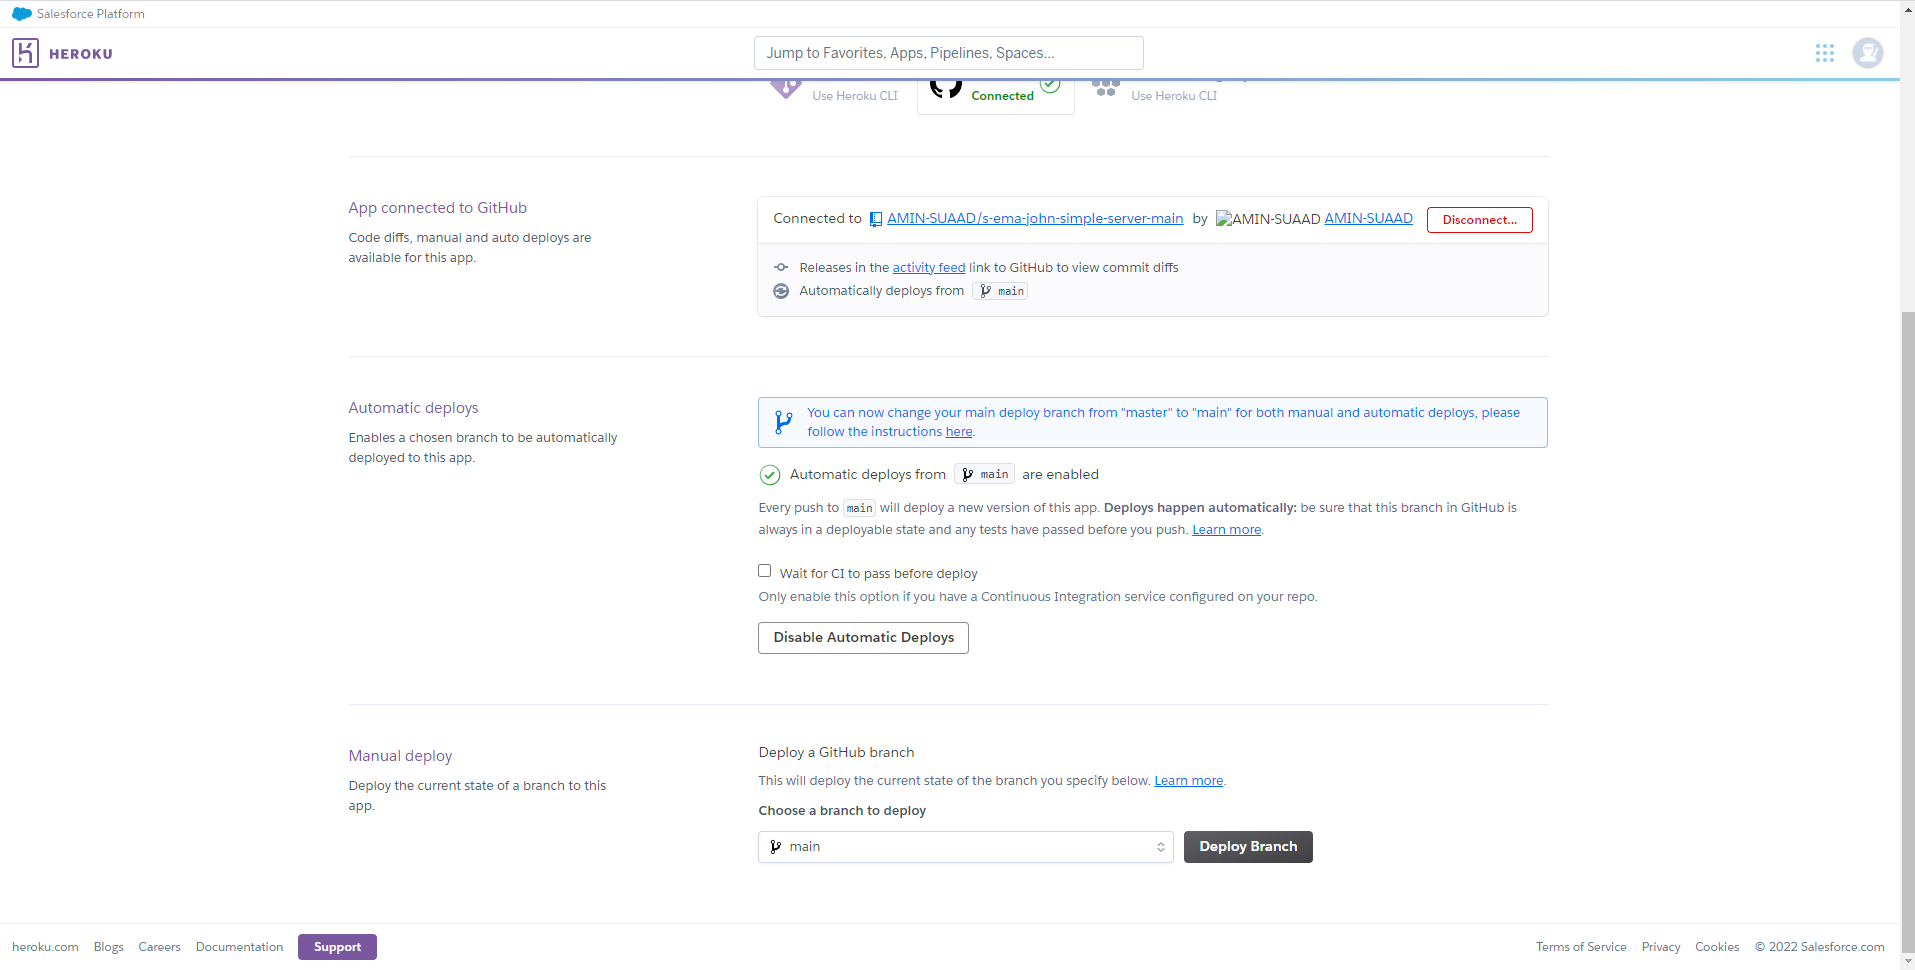 Salesforce Platform
HEROKU
Jump to Favorites, Apps, Pipelines, Spaces...
Use Heroku CLI
Connected
Use Heroku CLI
App connected to GitHub
Code diffs, manual and auto deploys are
available for this app.
Connected to AMIN-SUAAD/s-ema-john-simple-server-main by AMIN-SUAAD AMIN-SUAAD Disconnect...
Releases in the activity feed link to GitHub to view commit diffs
Automatically deploys from main
Automatic deploys
Enables a chosen branch to be automatically
deployed to this app.
You can now change your main deploy branch from "master" to "main" for both manual and automatic deploys, please
follow the instructions here.
Automatic deploys from main are enabled
Every push to main will deploy a new version of this app. Deploys happen automatically: be sure that this branch in GitHub is
always in a deployable state and any tests have passed before you push. Learn more.
Wait for CI to pass before deploy
Only enable this option if you have a Continuous Integration service configured on your repo.
Disable Automatic Deploys
Manual deploy
Deploy the current state of a branch to this
app.
Deploy a GitHub branch
This will deploy the current state of the branch you specify below. Learn more.
Choose a branch to deploy
main
Deploy Branch
heroku.com Blogs Careers Documentation Support
Terms of Service Privacy Cookies © 2022 Salesforce.com